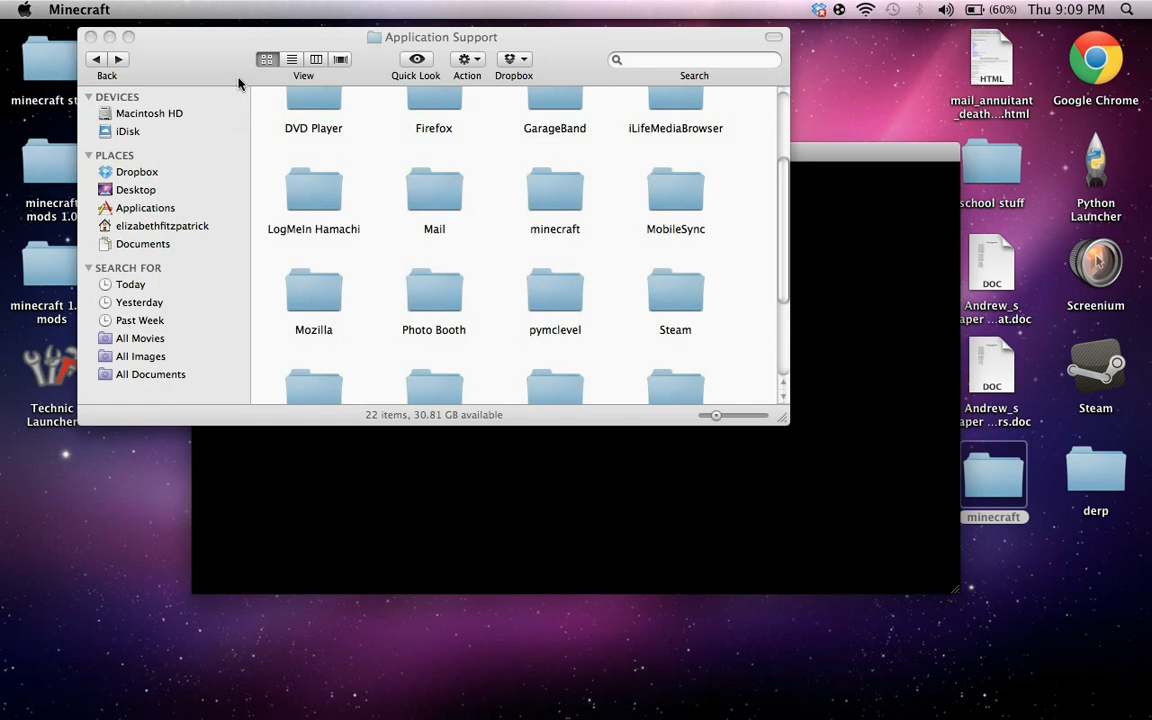 Minecraft
(60%) Thu 9:09 PM
Application Support
Back
View
Quick Look
Action
Dropbox
Search
DEVICES
Macintosh HD
iDisk
PLACES
Dropbox
Desktop
Applications
elizabethfitzpatrick
Documents
SEARCH FOR
Today
Yesterday
Past Week
All Movies
All Images
All Documents
DVD Player
Firefox
GarageBand
iLifeMediaBrowser
LogMeIn Hamachi
Mail
minecraft
MobileSync
Mozilla
Photo Booth
pymclevel
Steam
22 items, 30.81 GB available
minecraft st
minecraft
mods 1.0
minecraft 1.
mods
Technic
Launcher
HTML
mail_annuitant
_death....html
Google Chrome
school stuff
Python
Launcher
DOC
Andrew_s
aper ...at.doc
Screenium
DOC
Andrew_s
aper ...rs.doc
Steam
minecraft
derp